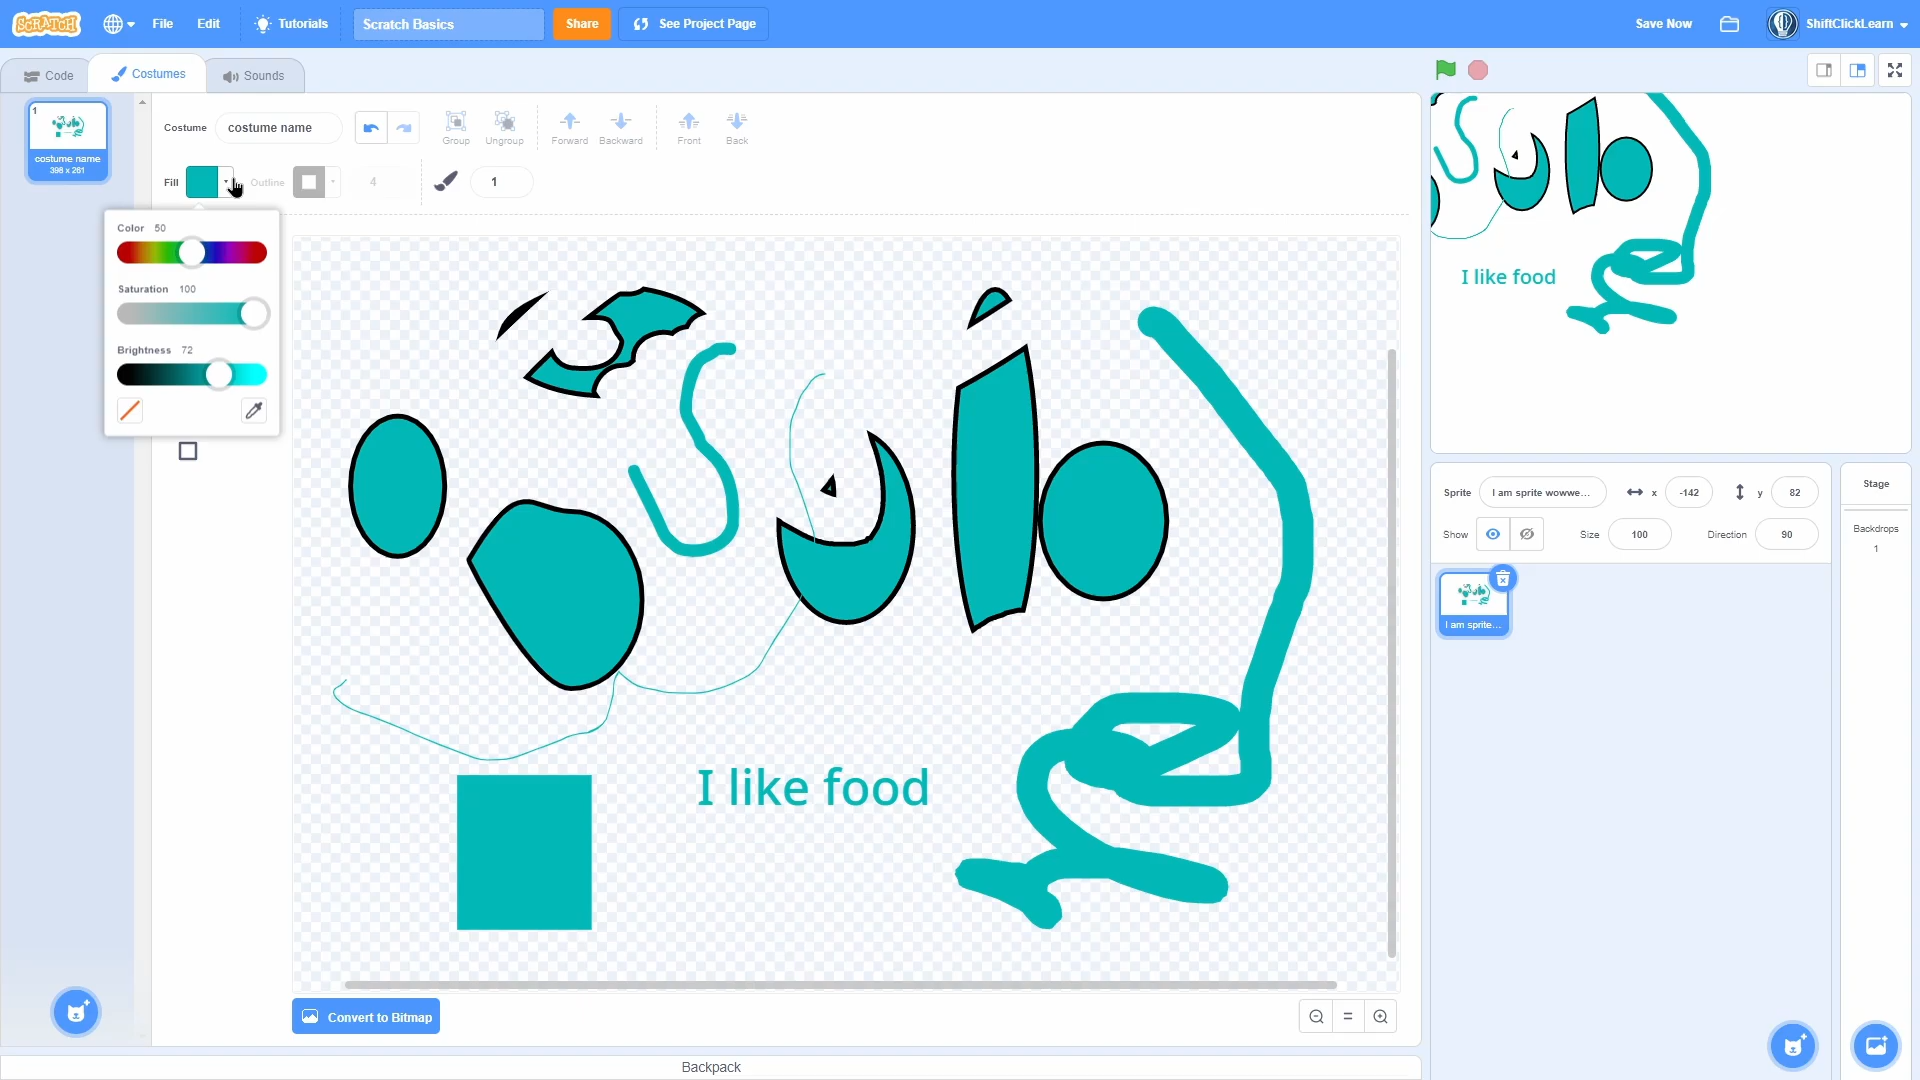 SCRATCH File Edit Tutorials Scratch Basics Share See Project Page Save Now ShiftClickLearn
Code Costumes Sounds
1
costume name
398 x 261
Costume costume name Group Ungroup Forward Backward Front Back
Fill Outline 4 1
Color 50
Saturation 100
Brightness 72
I like food
Convert to Bitmap
Backpack
I like food
Sprite I am sprite wowwe... x -142 y 82
Show Size 100 Direction 90
I am sprite...
Stage
Backdrops
1